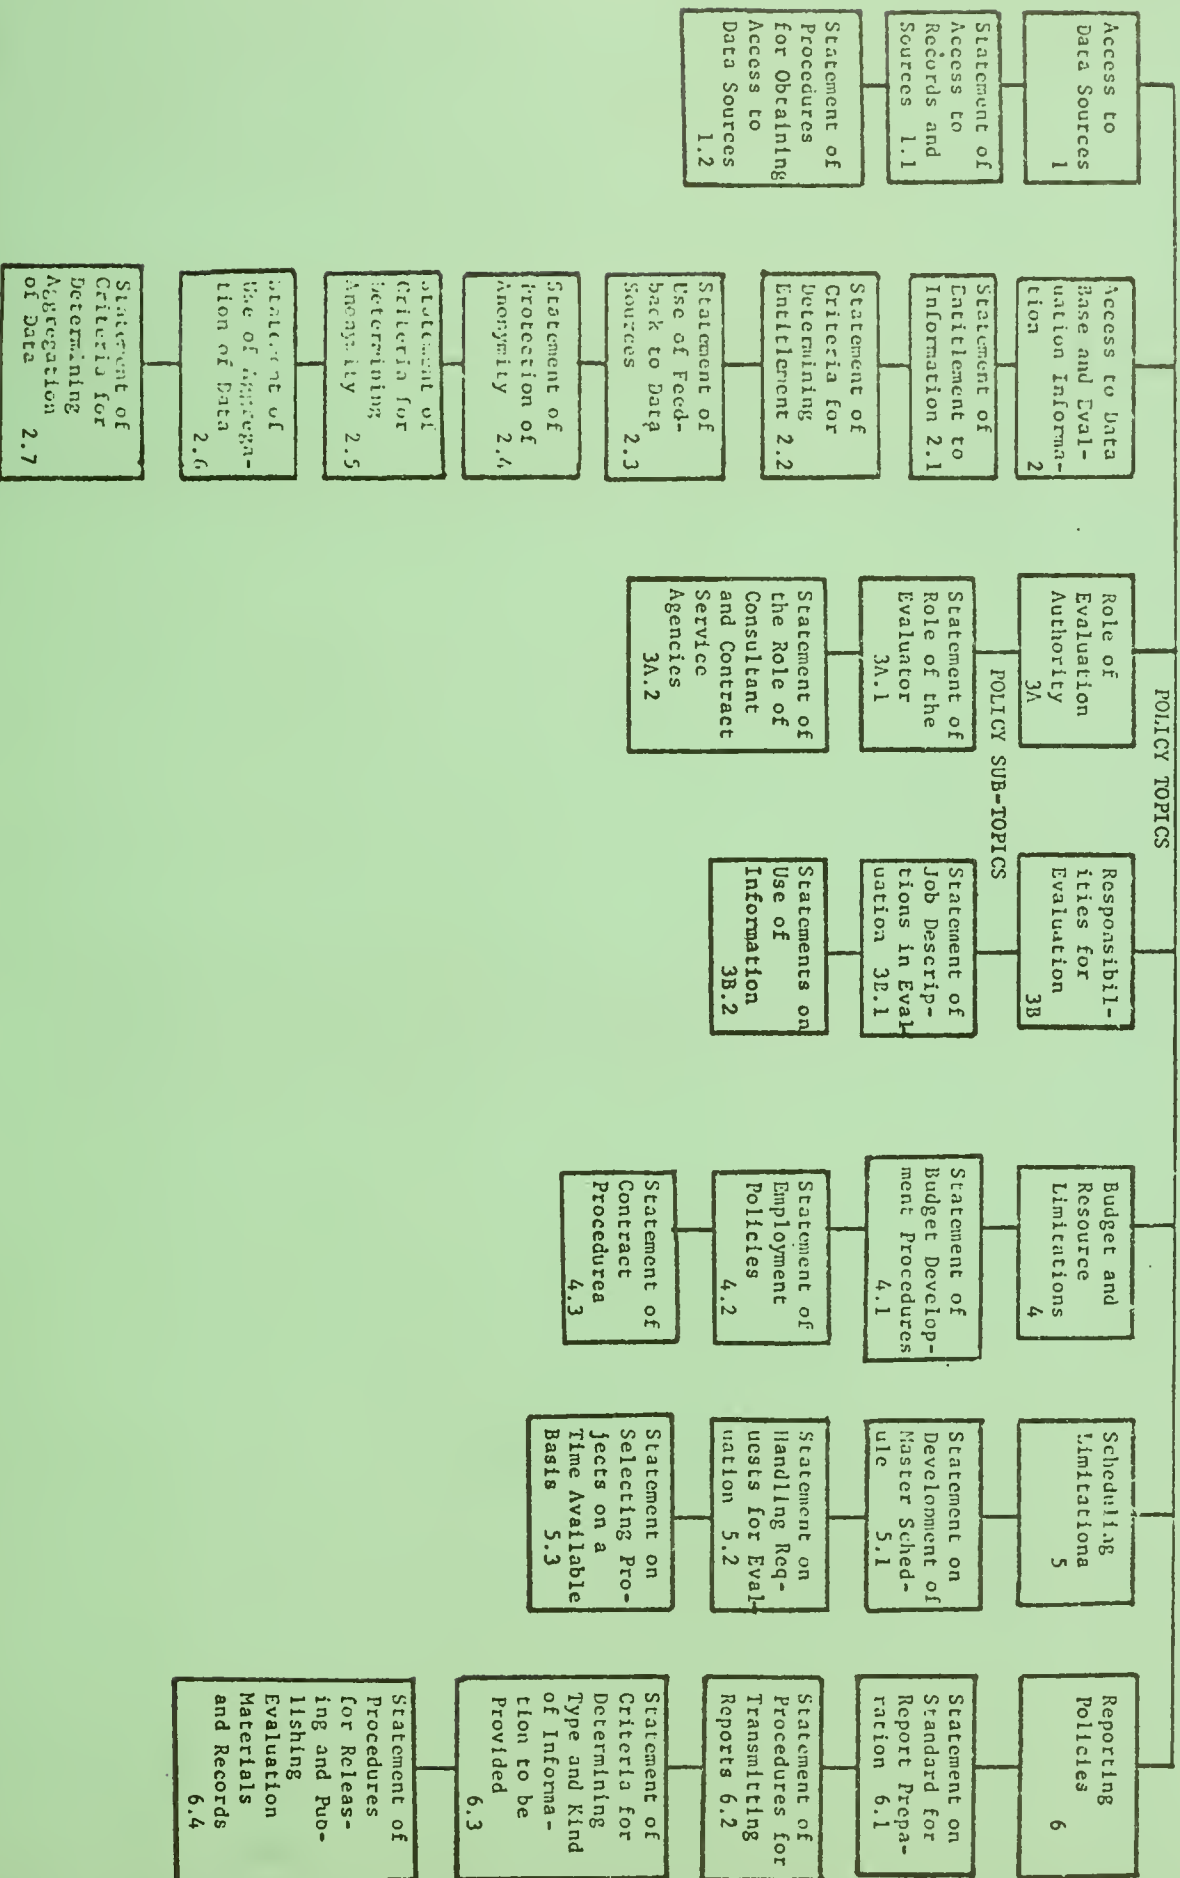 POLICY TOPICS
Access to
Data Sources
1
Access to Data
Base and Eval-
uation Informa-
tion 2
Role of
Evaluation
Authority
3A
Responsibil-
ities for
Evaluation
3B
Budget and
Resource
Limitations
4
Scheduling
Limitationa
5
Reporting
Policies
6
POLICY SUB-TOPICS
Statement of
Access to
Records and
Sources 1.1
Statement of
Procedures
for Obtaining
Access to
Data Sources
1.2
Statement of
Entitlement to
Information 2.1
Statement of
Criteria for
Determining
Entitlement 2.2
Statement of
Use of Feed-
back to Data
Sources 2.3
Statement of
Protection of
Anonymity 2.4
Statement of
Criteria for
Determining
Anonymity 2.5
Statement of
Use of Aggrega-
tion of Data
2.6
Statement of
Criteria for
Determining
Aggregation
of Data 2.7
Statement of
Role of the
Evaluator
3A.1
Statement of
the Role of
Consultant
and Contract
Service
Agencies
3A.2
Statement of
Job Descrip-
tions in Eval-
uation 3B.1
Statements on
Use of
Information
3B.2
Statement of
Budget Develop-
ment Procedures
4.1
Statement of
Employment
Policies
4.2
Statement of
Contract
Procedurea
4.3
Statement on
Development of
Master Sched-
ule 5.1
Statement on
Handling Req-
uests for Eval-
uation 5.2
Statement on
Selecting Pro-
jects on a
Time Available
Basis 5.3
Statement on
Standard for
Report Prepa-
ration 6.1
Statement of
Procedures for
Transmitting
Reports 6.2
Statement of
Criteria for
Determining
Type and Kind
of Informa-
tion to be
Provided
6.3
Statement of
Procedures
for Releas-
ing and Pub-
lishing
Evaluation
Materials
and Records
6.4